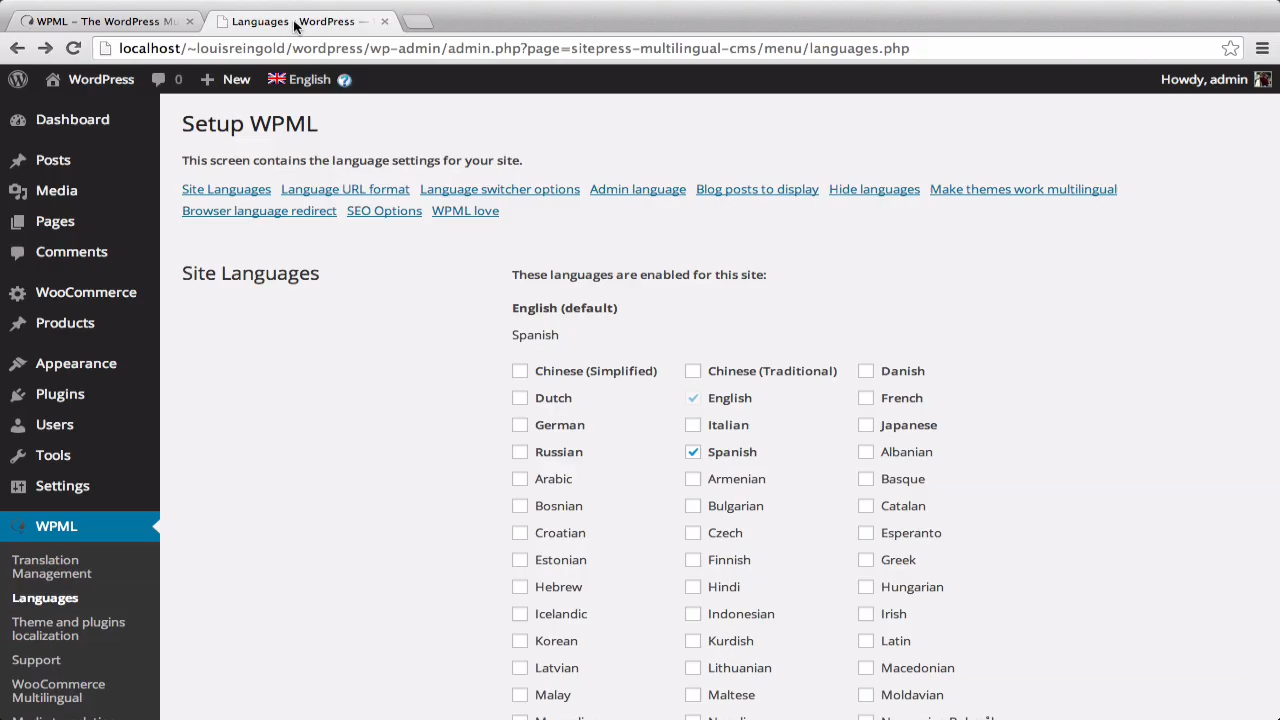 WPML – The WordPress Mu
Languages ‹ WordPress —
localhost/~louisreingold/wordpress/wp-admin/admin.php?page=sitepress-multilingual-cms/menu/languages.php
WordPress 0 New English ? Howdy, admin
Dashboard
Posts
Media
Pages
Comments
WooCommerce
Products
Appearance
Plugins
Users
Tools
Settings
WPML
Translation
Management
Languages
Theme and plugins
localization
Support
WooCommerce
Multilingual
Setup WPML
This screen contains the language settings for your site.
Site Languages Language URL format Language switcher options Admin language Blog posts to display Hide languages Make themes work multilingual
Browser language redirect SEO Options WPML love
Site Languages
These languages are enabled for this site:
English (default)
Spanish
Chinese (Simplified) Chinese (Traditional) Danish
Dutch English French
German Italian Japanese
Russian Spanish Albanian
Arabic Armenian Basque
Bosnian Bulgarian Catalan
Croatian Czech Esperanto
Estonian Finnish Greek
Hebrew Hindi Hungarian
Icelandic Indonesian Irish
Korean Kurdish Latin
Latvian Lithuanian Macedonian
Malay Maltese Moldavian